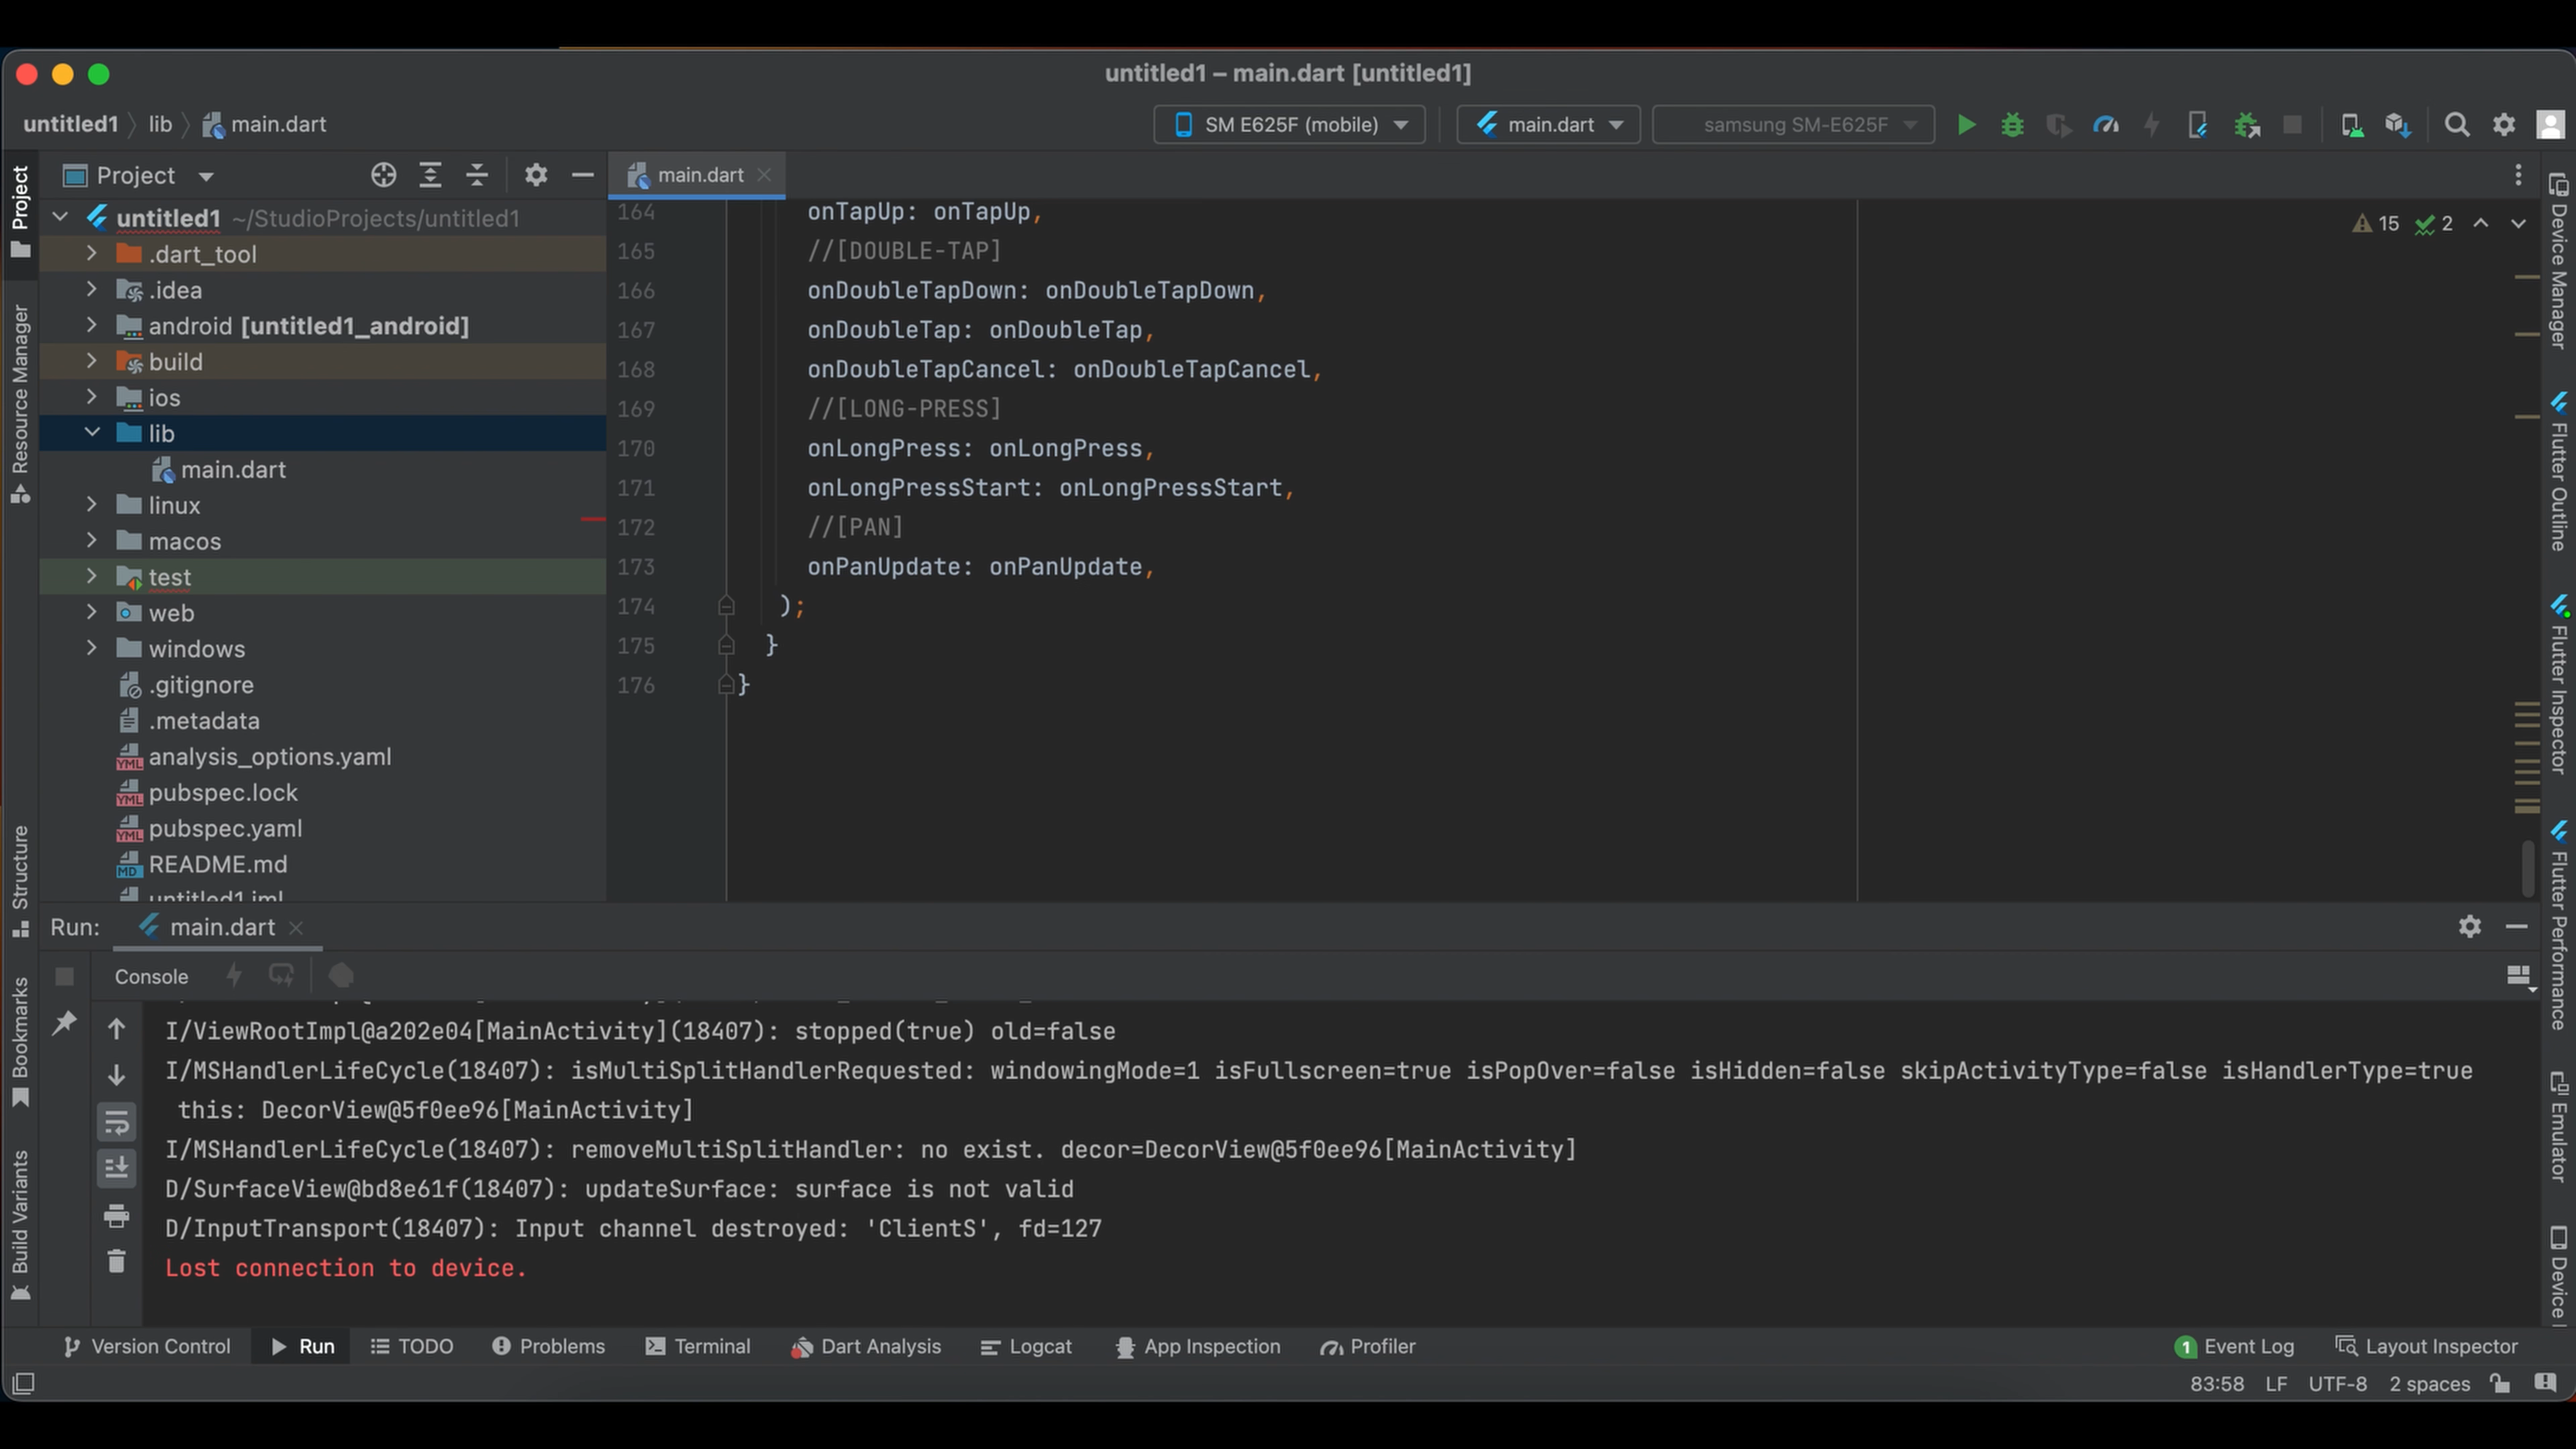 untitled1 – main.dart [untitled1]
untitled1 lib main.dart
SM E625F (mobile)
main.dart
samsung SM-E625F
Project
Resource Manager
Structure
Bookmarks
Build Variants
Project
untitled1 ~/StudioProjects/untitled1
.dart_tool
.idea
android [untitled1_android]
build
ios
lib
main.dart
linux
macos
test
web
windows
.gitignore
.metadata
analysis_options.yaml
pubspec.lock
pubspec.yaml
README.md
untitled1.iml
main.dart
15 2
164 onTapUp: onTapUp,
165 //[DOUBLE-TAP]
166 onDoubleTapDown: onDoubleTapDown,
167 onDoubleTap: onDoubleTap,
168 onDoubleTapCancel: onDoubleTapCancel,
169 //[LONG-PRESS]
170 onLongPress: onLongPress,
171 onLongPressStart: onLongPressStart,
172 //[PAN]
173 onPanUpdate: onPanUpdate,
174 );
175 }
176 }
Device Manager
Flutter Outline
Flutter Inspector
Flutter Performance
Emulator
Device
Run: main.dart
Console
I/ViewRootImpl@a202e04[MainActivity](18407): stopped(true) old=false
I/MSHandlerLifeCycle(18407): isMultiSplitHandlerRequested: windowingMode=1 isFullscreen=true isPopOver=false isHidden=false skipActivityType=false isHandlerType=true
this: DecorView@5f0ee96[MainActivity]
I/MSHandlerLifeCycle(18407): removeMultiSplitHandler: no exist. decor=DecorView@5f0ee96[MainActivity]
D/SurfaceView@bd8e61f(18407): updateSurface: surface is not valid
D/InputTransport(18407): Input channel destroyed: 'ClientS', fd=127
Lost connection to device.
Version Control Run TODO Problems Terminal Dart Analysis Logcat App Inspection Profiler 1 Event Log Layout Inspector
83:58 LF UTF-8 2 spaces